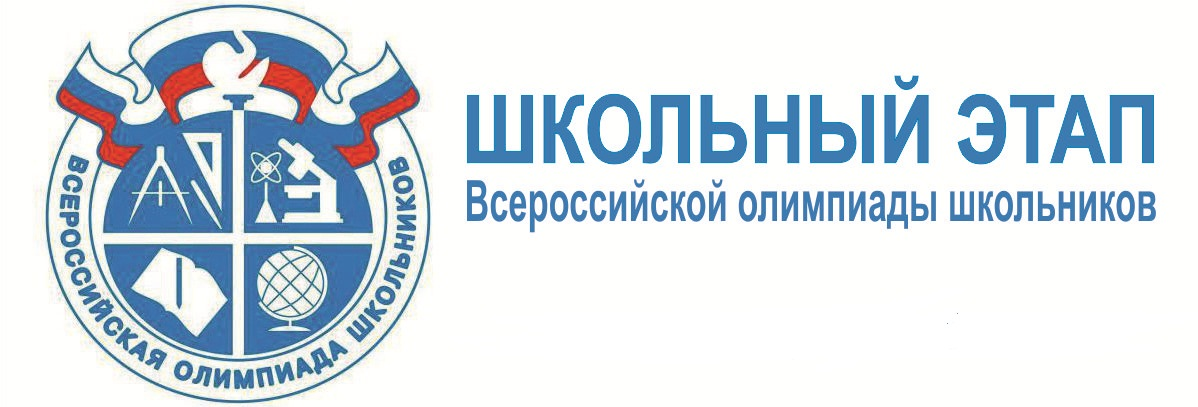 ВСЕРОССИЙСКАЯ ОЛИМПИАДА ШКОЛЬНИКОВ
ШКОЛЬНЫЙ ЭТАП
Всероссийской олимпиады школьников